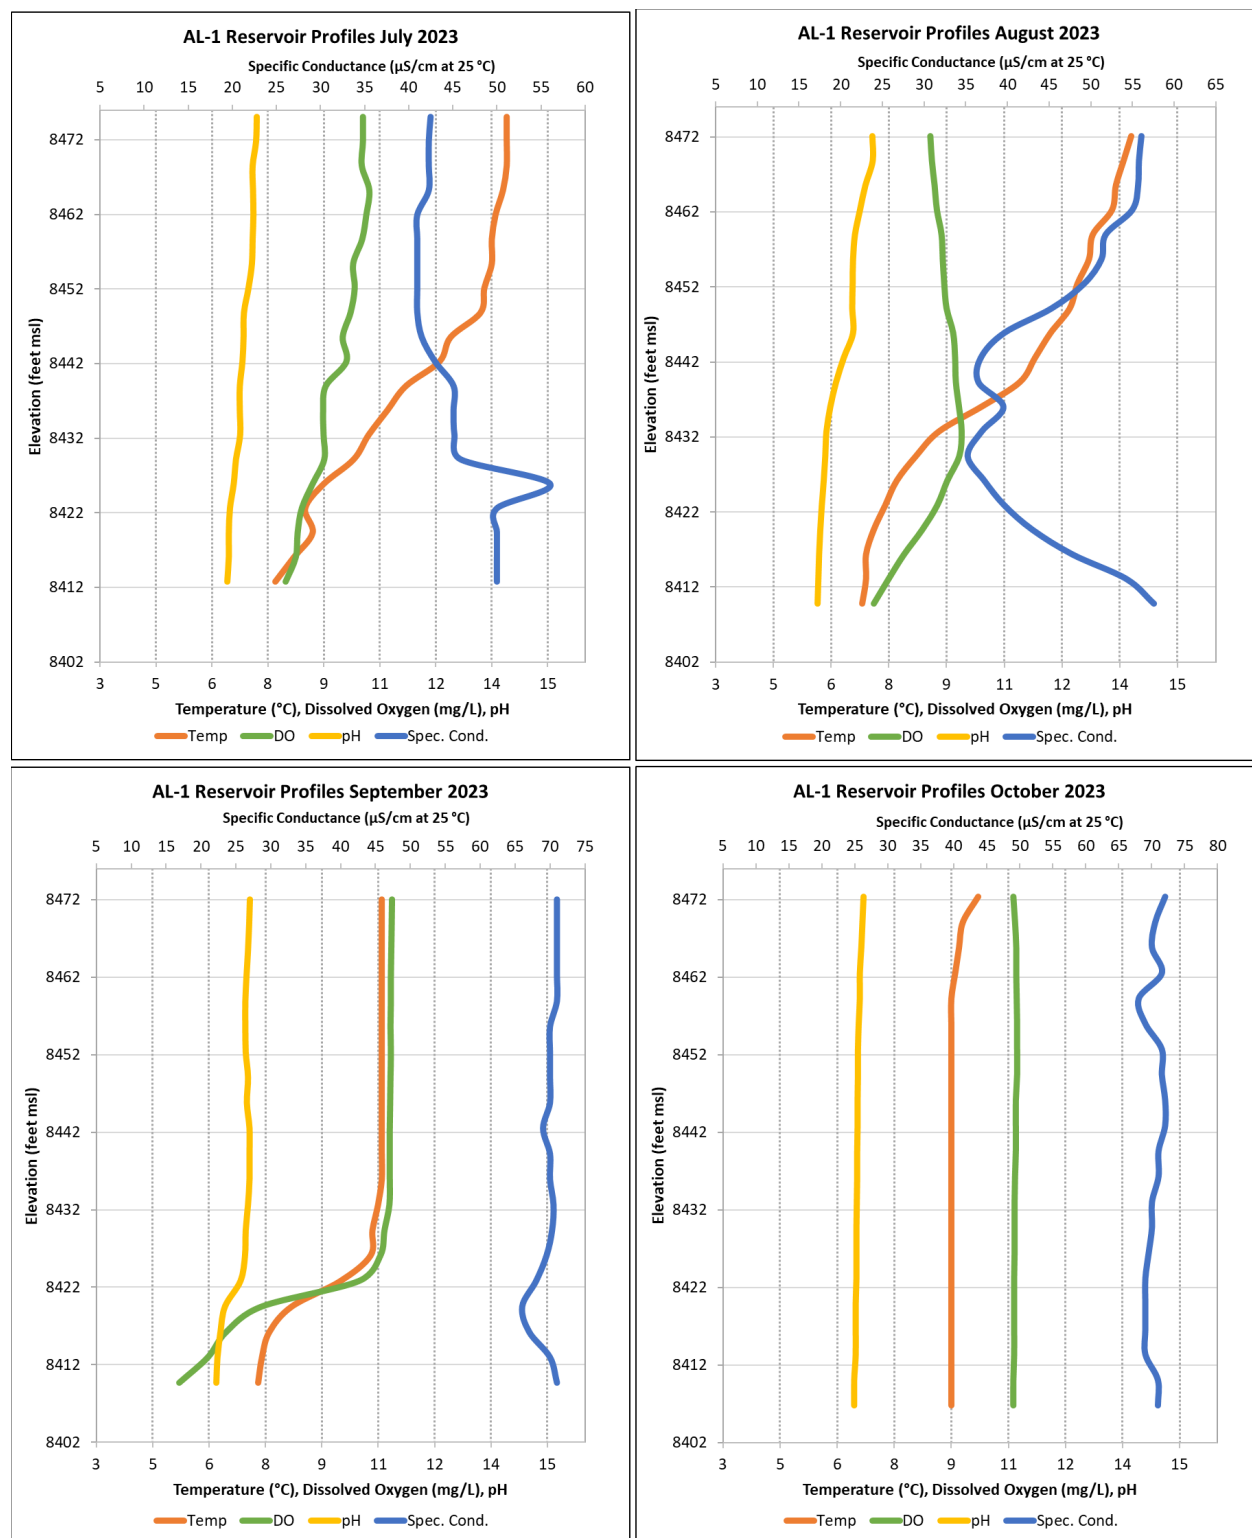 AL-1 Reservoir Profiles July 2023
Specific Conductance (µS/cm at 25 °C)
5 10 15 20 25 30 35 40 45 50 55 60
8472
8462
8452
8442
8432
8422
8412
8402
Elevation (feet msl)
3 5 6 8 9 11 12 14 15
Temperature (°C), Dissolved Oxygen (mg/L), pH
Temp DO pH Spec. Cond.
AL-1 Reservoir Profiles August 2023
Specific Conductance (µS/cm at 25 °C)
5 10 15 20 25 30 35 40 45 50 55 60 65
8472
8462
8452
8442
8432
8422
8412
8402
Elevation (feet msl)
3 5 6 8 9 11 12 14 15
Temperature (°C), Dissolved Oxygen (mg/L), pH
Temp DO pH Spec. Cond.
AL-1 Reservoir Profiles September 2023
Specific Conductance (µS/cm at 25 °C)
5 10 15 20 25 30 35 40 45 50 55 60 65 70 75
8472
8462
8452
8442
8432
8422
8412
8402
Elevation (feet msl)
3 5 6 8 9 11 12 14 15
Temperature (°C), Dissolved Oxygen (mg/L), pH
Temp DO pH Spec. Cond.
AL-1 Reservoir Profiles October 2023
Specific Conductance (µS/cm at 25 °C)
5 10 15 20 25 30 35 40 45 50 55 60 65 70 75 80
8472
8462
8452
8442
8432
8422
8412
8402
Elevation (feet msl)
3 5 6 8 9 11 12 14 15
Temperature (°C), Dissolved Oxygen (mg/L), pH
Temp DO pH Spec. Cond.